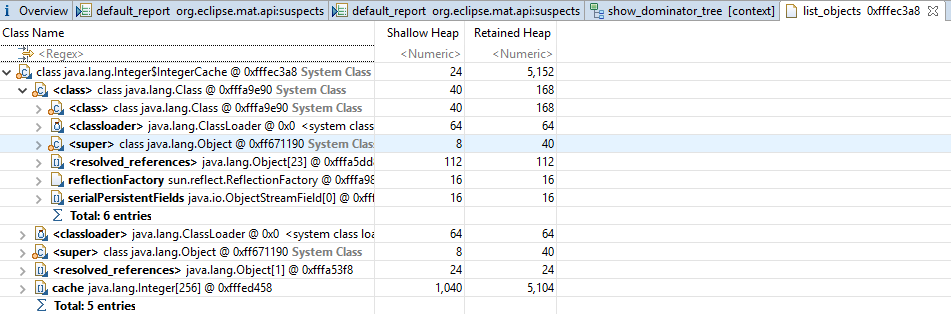 Overview default_report org.eclipse.mat.api:suspects default_report org.eclipse.mat.api:suspects show_dominator_tree [context] list_objects 0xfffec3a8
Class Name Shallow Heap Retained Heap
<Regex> <Numeric> <Numeric>
class java.lang.Integer$IntegerCache @ 0xfffec3a8 System Class 24 5,152
<class> class java.lang.Class @ 0xfffa9e90 System Class 40 168
<class> class java.lang.Class @ 0xfffa9e90 System Class 40 168
<classloader> java.lang.ClassLoader @ 0x0 <system class 64 64
<super> class java.lang.Object @ 0xff671190 System Class 8 40
<resolved_references> java.lang.Object[23] @ 0xfffa5dd8 112 112
reflectionFactory sun.reflect.ReflectionFactory @ 0xfffa98 16 16
serialPersistentFields java.io.ObjectStreamField[0] @ 0xfff 16 16
Σ Total: 6 entries
<classloader> java.lang.ClassLoader @ 0x0 <system class loa 64 64
<super> class java.lang.Object @ 0xff671190 System Class 8 40
<resolved_references> java.lang.Object[1] @ 0xfffa53f8 24 24
cache java.lang.Integer[256] @ 0xfffed458 1,040 5,104
Σ Total: 5 entries